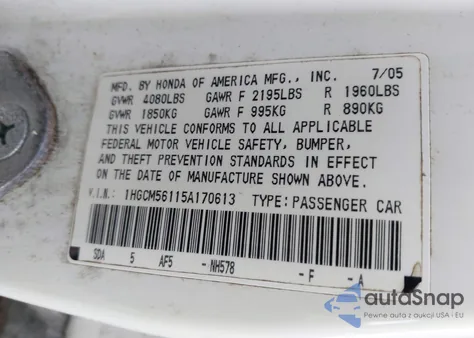 MFD. BY HONDA OF AMERICA MFG., INC. 7/05
GVWR 4080LBS GAWR F 2195LBS R 1960LBS
GVWR 1850KG GAWR F 995KG R 890KG
THIS VEHICLE CONFORMS TO ALL APPLICABLE
FEDERAL MOTOR VEHICLE SAFETY, BUMPER,
AND THEFT PREVENTION STANDARDS IN EFFECT
ON THE DATE OF MANUFACTURE SHOWN ABOVE.
V.I.N.: 1HGCM56115A170613 TYPE: PASSENGER CAR
SDA 5 AF5 -NH578 -F -A
autoSnap
Pewne auta z aukcji USA - EU